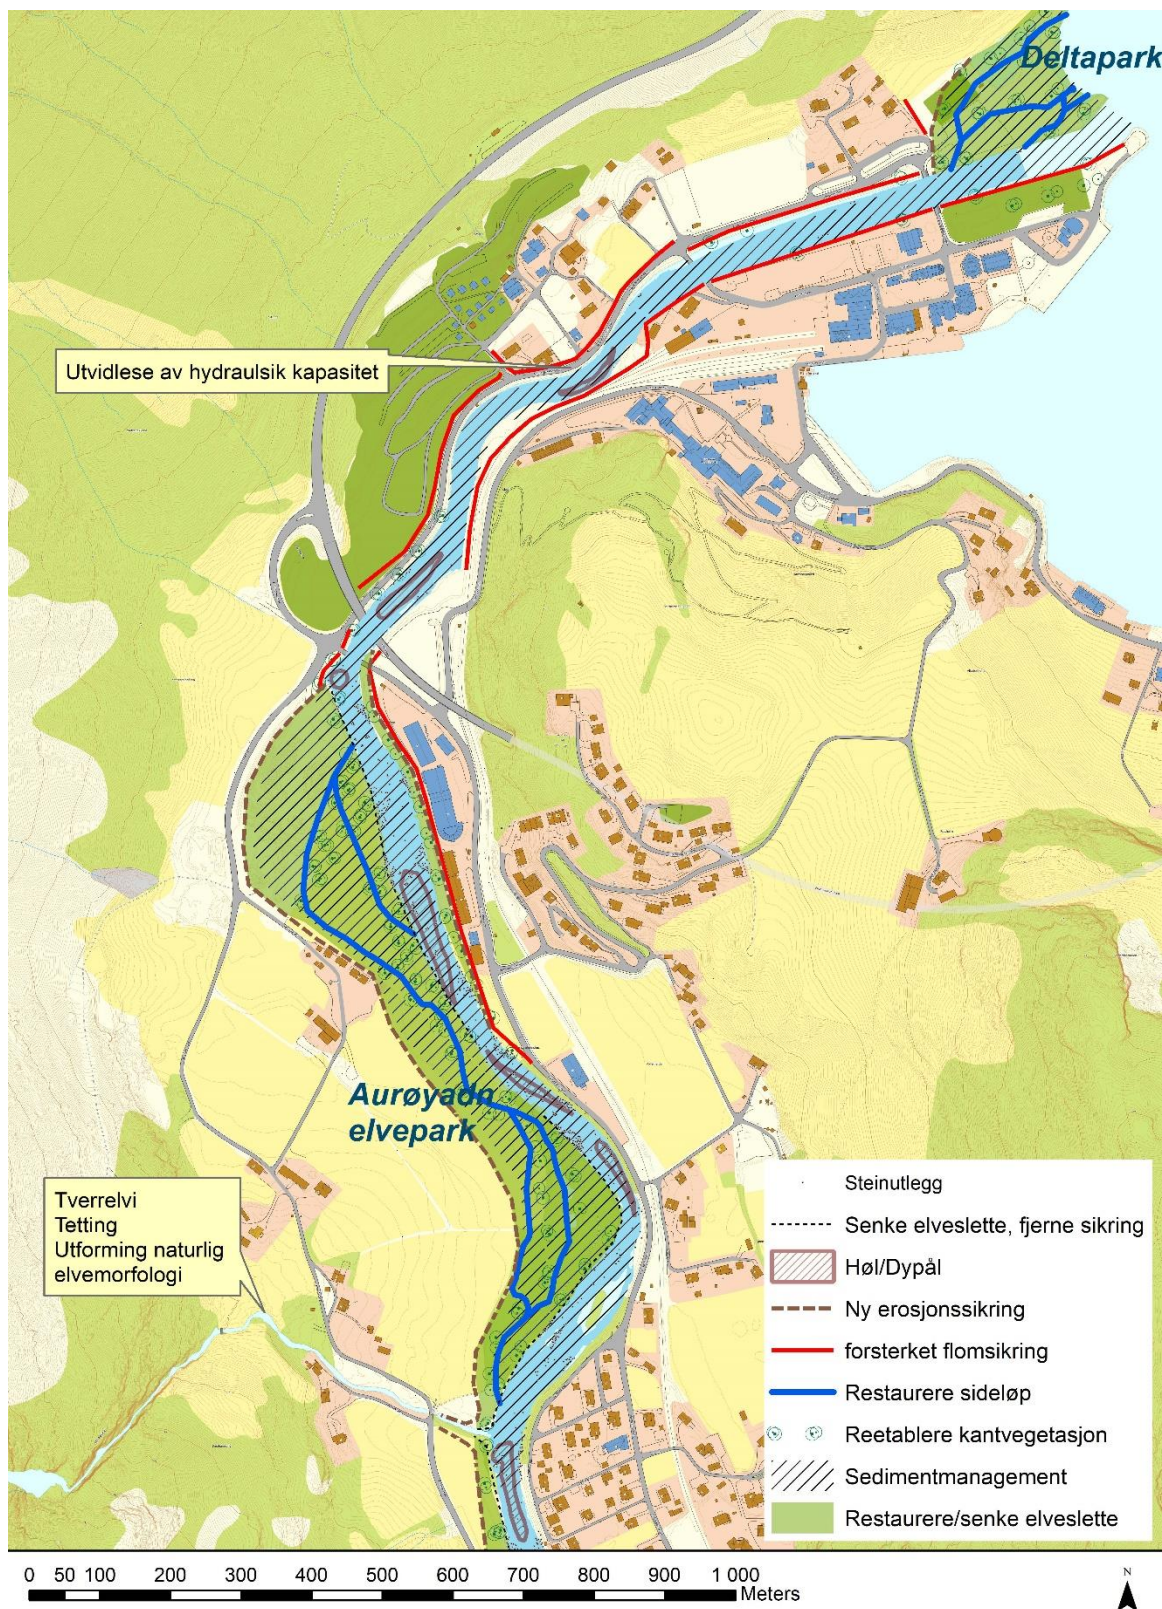 Deltapark
Utvidlese av hydraulsik kapasitet
Aurøyadn
elvepark
Tverrelvi
Tetting
Utforming naturlig
elvemorfologi
Steinutlegg
Senke elveslette, fjerne sikring
Høl/Dypål
Ny erosjonssikring
forsterket flomsikring
Restaurere sideløp
Reetablere kantvegetasjon
Sedimentmanagement
Restaurere/senke elveslette
0 50 100 200 300 400 500 600 700 800 900 1 000
Meters
N